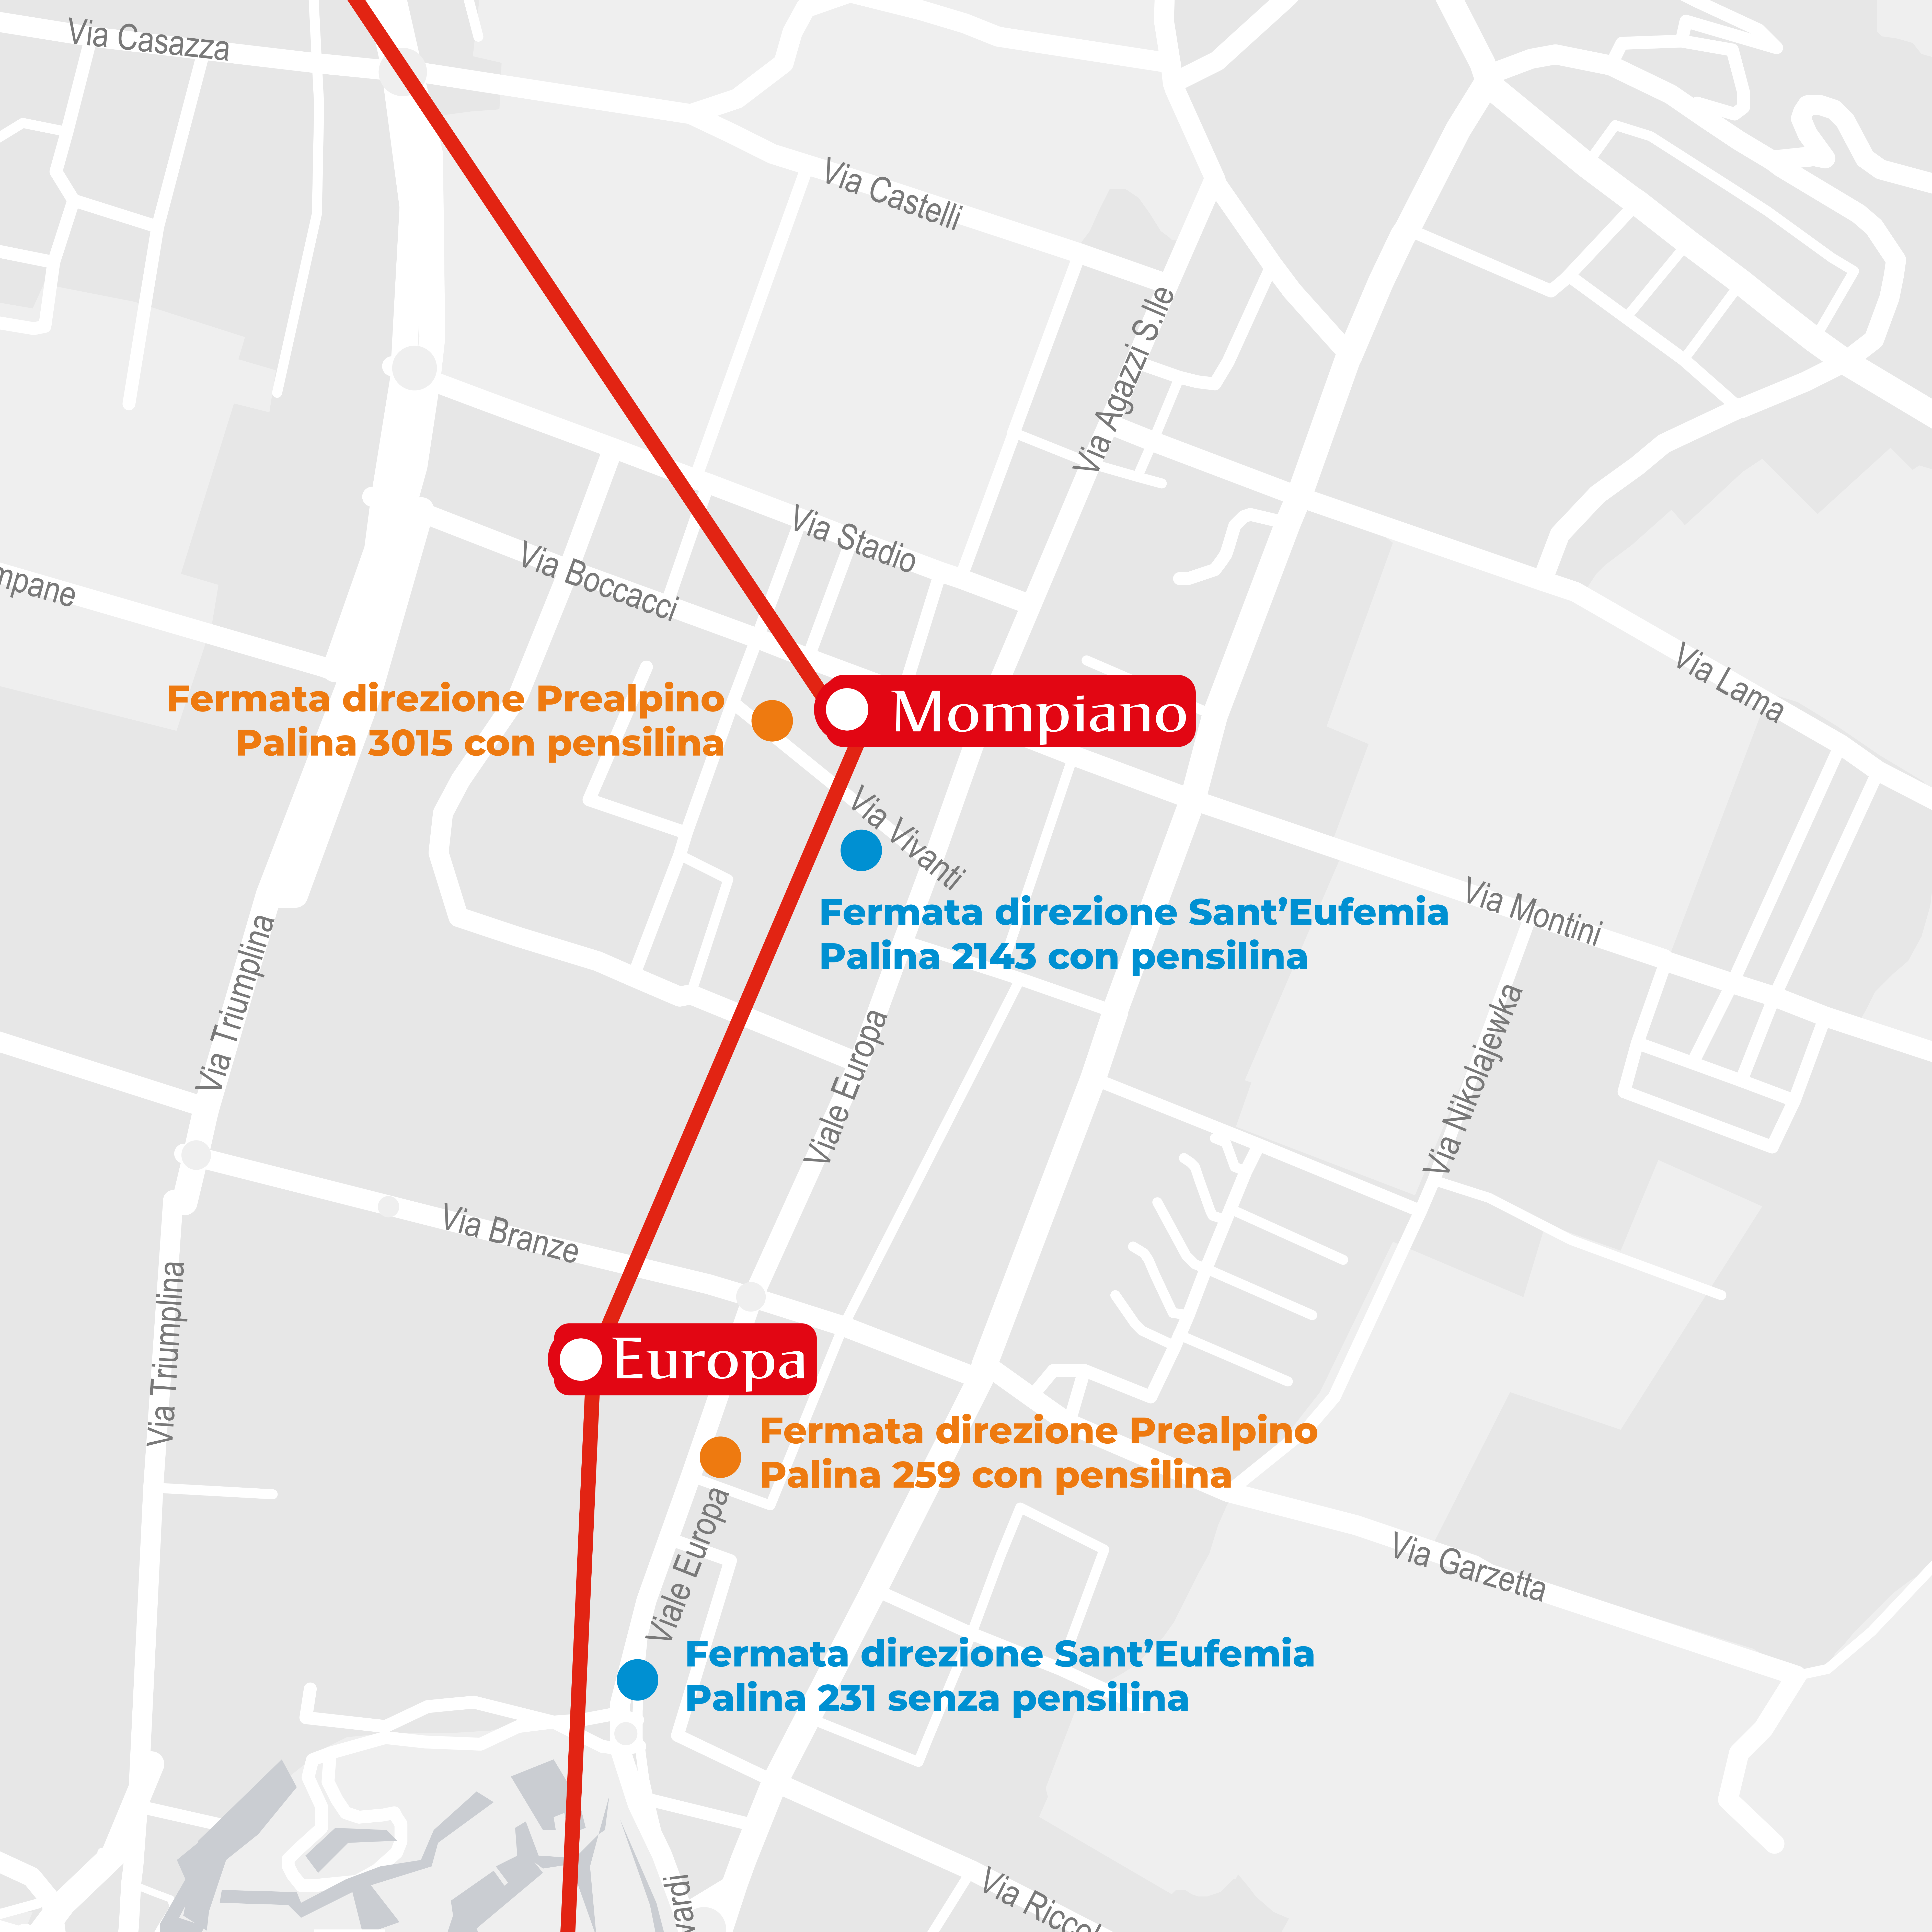 Via Casazza
Via Castelli
Via Agazzi S.lle
Via Stadio
Via Boccacci
mpane
Via Lama
Fermata direzione Prealpino
Palina 3015 con pensilina
Mompiano
Via Vivanti
Fermata direzione Sant’Eufemia
Palina 2143 con pensilina
Via Montini
Via Triumplina
Viale Europa
Via Nikolajewka
Via Branze
Via Triumplina
Europa
Fermata direzione Prealpino
Palina 259 con pensilina
Viale Europa
Via Garzetta
Fermata direzione Sant’Eufemia
Palina 231 senza pensilina
vardi
Via Riccol